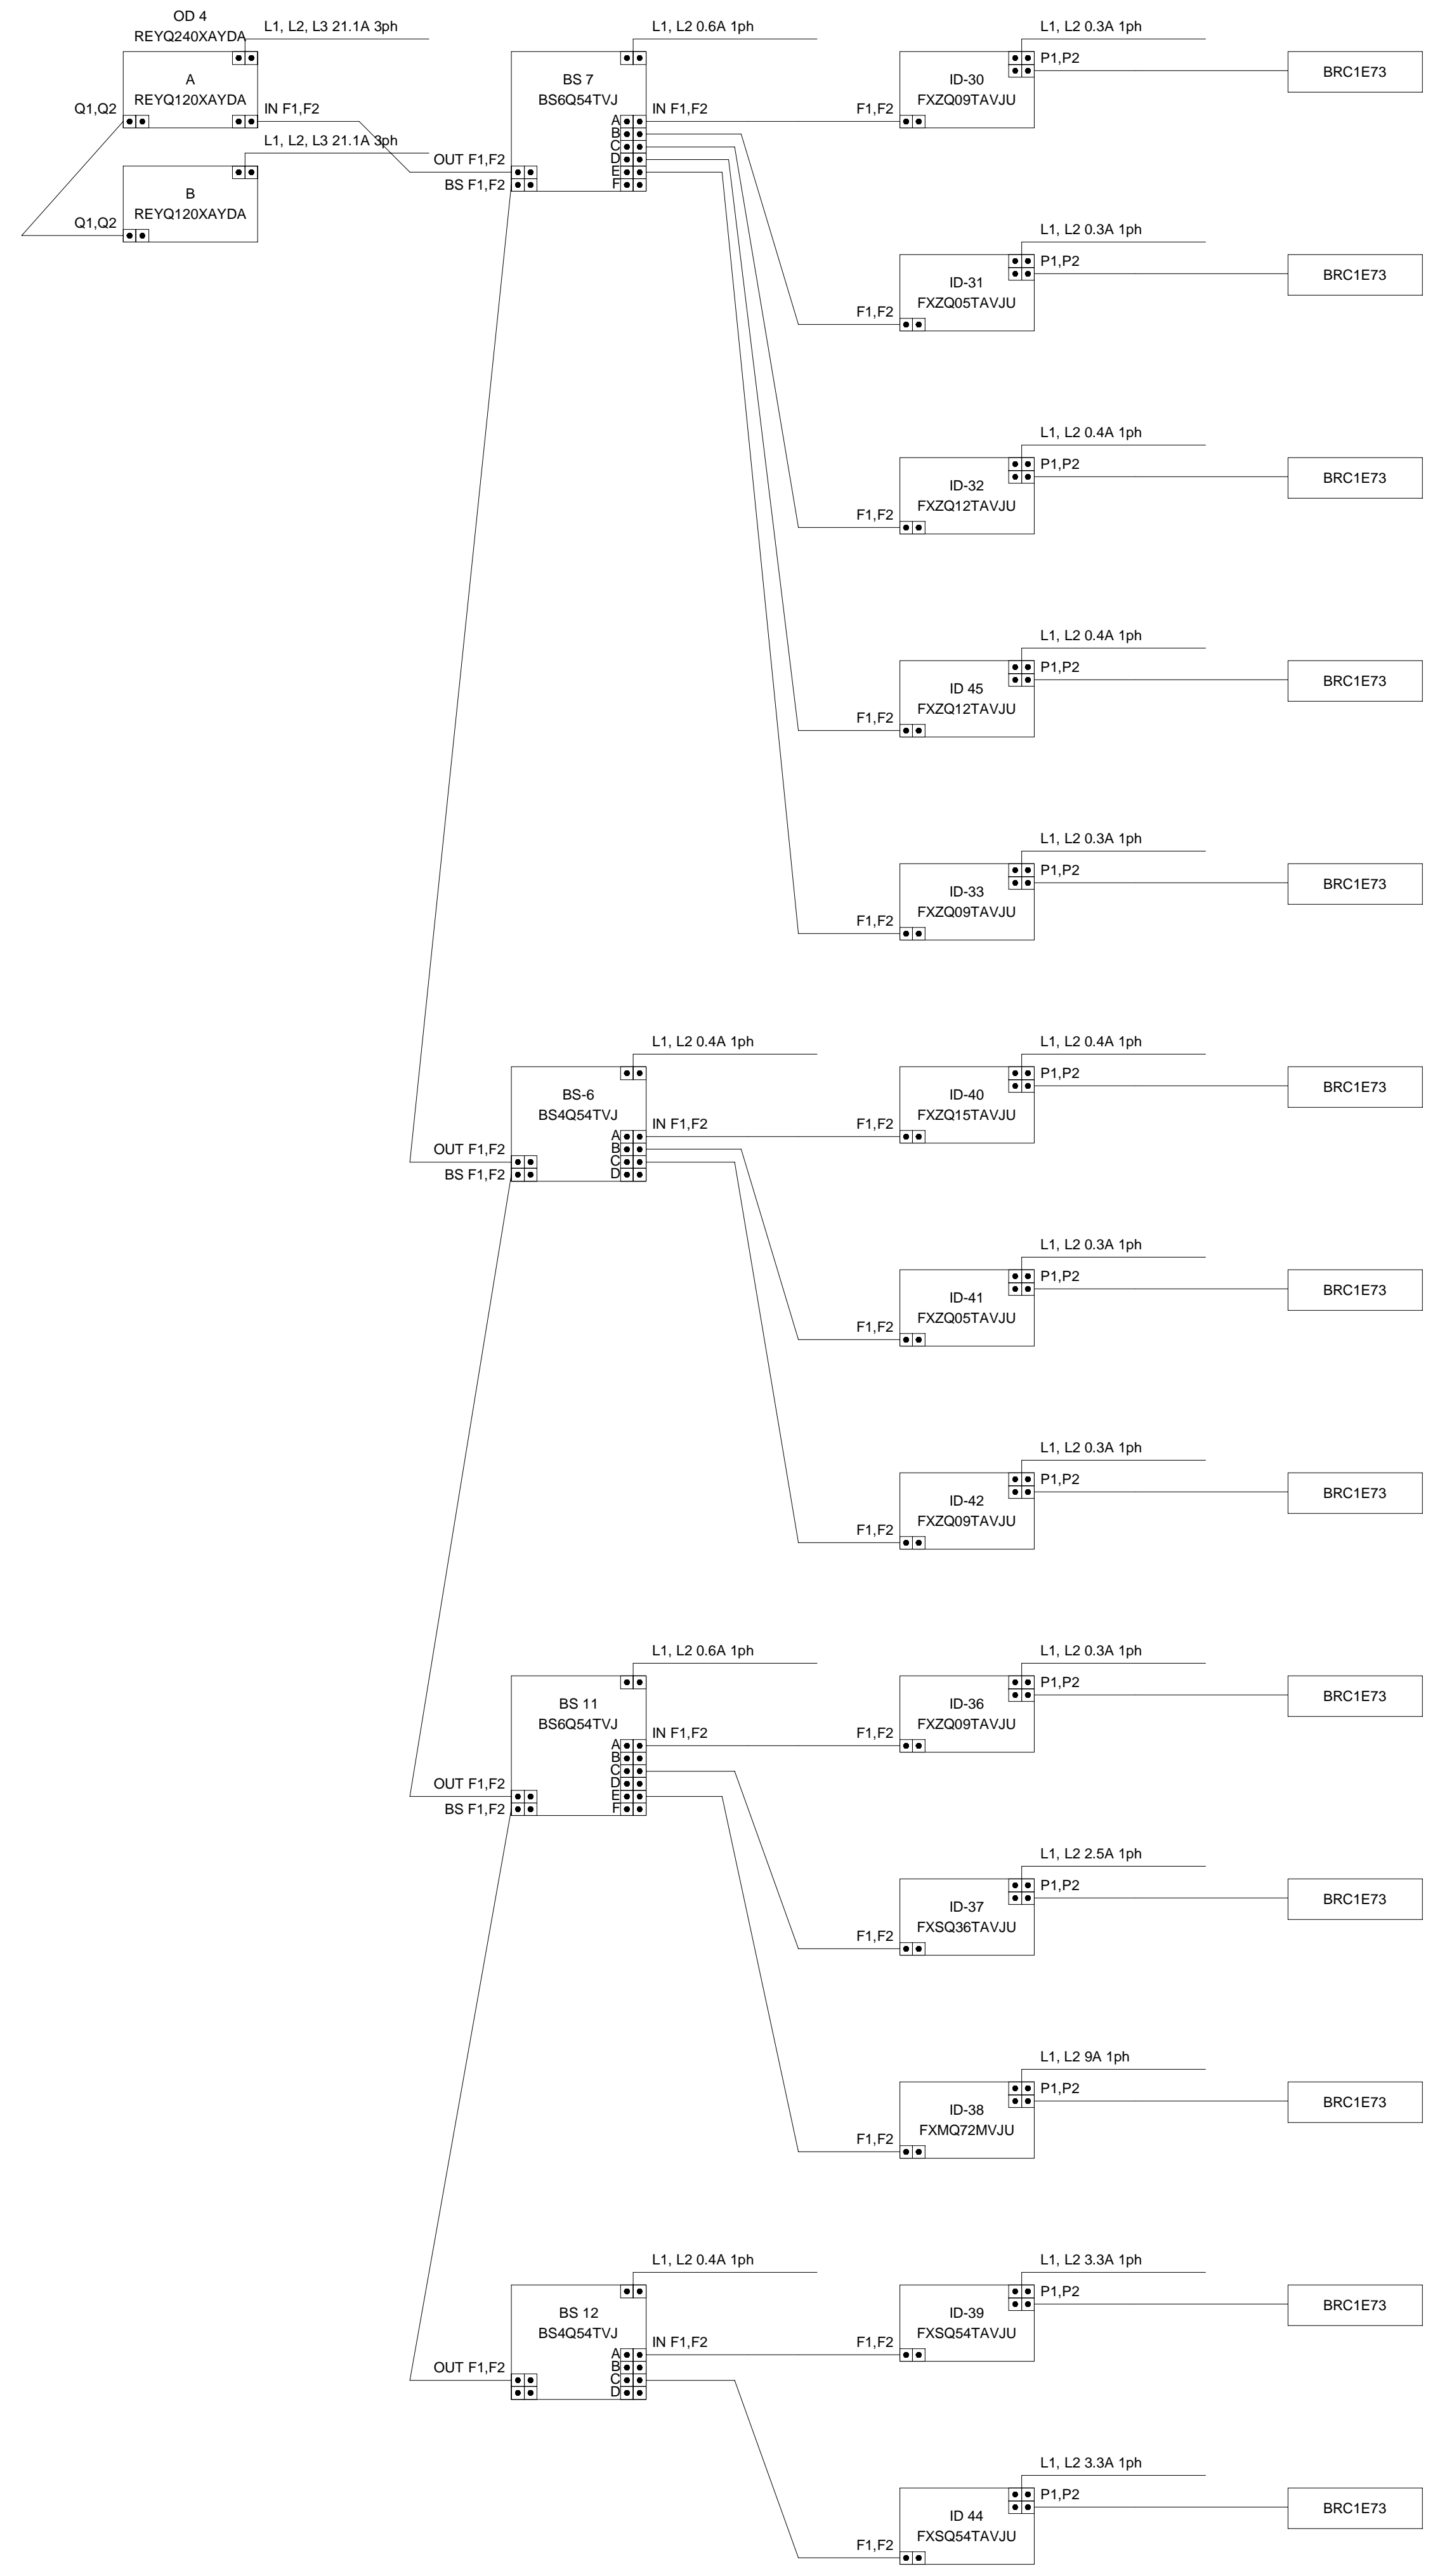 OD 4
REYQ240XAYDA
L1, L2, L3 21.1A 3ph
A
REYQ120XAYDA
Q1,Q2
IN F1,F2
L1, L2, L3 21.1A 3ph
B
REYQ120XAYDA
Q1,Q2
L1, L2 0.6A 1ph
BS 7
BS6Q54TVJ
IN F1,F2
A
B
C
D
E
F
OUT F1,F2
BS F1,F2
L1, L2 0.3A 1ph
P1,P2
ID-30
FXZQ09TAVJU
F1,F2
BRC1E73
L1, L2 0.3A 1ph
P1,P2
ID-31
FXZQ05TAVJU
F1,F2
BRC1E73
L1, L2 0.4A 1ph
P1,P2
ID-32
FXZQ12TAVJU
F1,F2
BRC1E73
L1, L2 0.4A 1ph
P1,P2
ID 45
FXZQ12TAVJU
F1,F2
BRC1E73
L1, L2 0.3A 1ph
P1,P2
ID-33
FXZQ09TAVJU
F1,F2
BRC1E73
L1, L2 0.4A 1ph
BS-6
BS4Q54TVJ
IN F1,F2
A
B
C
D
OUT F1,F2
BS F1,F2
L1, L2 0.4A 1ph
P1,P2
ID-40
FXZQ15TAVJU
F1,F2
BRC1E73
L1, L2 0.3A 1ph
P1,P2
ID-41
FXZQ05TAVJU
F1,F2
BRC1E73
L1, L2 0.3A 1ph
P1,P2
ID-42
FXZQ09TAVJU
F1,F2
BRC1E73
L1, L2 0.6A 1ph
BS 11
BS6Q54TVJ
IN F1,F2
A
B
C
D
E
F
OUT F1,F2
BS F1,F2
L1, L2 0.3A 1ph
P1,P2
ID-36
FXZQ09TAVJU
F1,F2
BRC1E73
L1, L2 2.5A 1ph
P1,P2
ID-37
FXSQ36TAVJU
F1,F2
BRC1E73
L1, L2 9A 1ph
P1,P2
ID-38
FXMQ72MVJU
F1,F2
BRC1E73
L1, L2 0.4A 1ph
BS 12
BS4Q54TVJ
IN F1,F2
A
B
C
D
OUT F1,F2
L1, L2 3.3A 1ph
P1,P2
ID-39
FXSQ54TAVJU
F1,F2
BRC1E73
L1, L2 3.3A 1ph
P1,P2
ID 44
FXSQ54TAVJU
F1,F2
BRC1E73